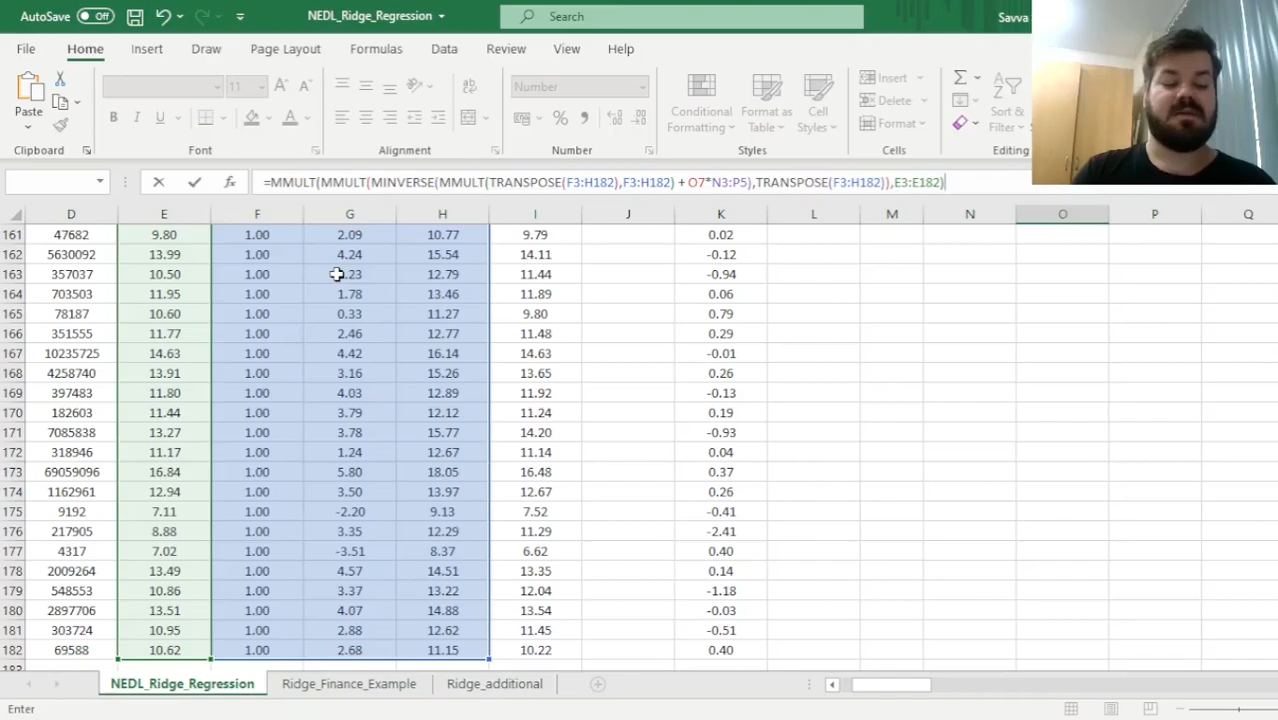 AutoSave Off NEDL_Ridge_Regression Search Savva
File Home Insert Draw Page Layout Formulas Data Review View Help
11 Number
Paste B I U A Conditional Formatting Format as Table Cell Styles Insert Delete Format Sort & Filter
Clipboard Font Alignment Number Styles Cells Editing
=MMULT(MMULT(MINVERSE(MMULT(TRANSPOSE(F3:H182),F3:H182) + O7*N3:P5),TRANSPOSE(F3:H182)),E3:E182)
D E F G H I J K L M N O P Q
161 47682 9.80 1.00 2.09 10.77 9.79 0.02
162 5630092 13.99 1.00 4.24 15.54 14.11 -0.12
163 357037 10.50 1.00 .23 12.79 11.44 -0.94
164 703503 11.95 1.00 1.78 13.46 11.89 0.06
165 78187 10.60 1.00 0.33 11.27 9.80 0.79
166 351555 11.77 1.00 2.46 12.77 11.48 0.29
167 10235725 14.63 1.00 4.42 16.14 14.63 -0.01
168 4258740 13.91 1.00 3.16 15.26 13.65 0.26
169 397483 11.80 1.00 4.03 12.89 11.92 -0.13
170 182603 11.44 1.00 3.79 12.12 11.24 0.19
171 7085838 13.27 1.00 3.78 15.77 14.20 -0.93
172 318946 11.17 1.00 1.24 12.67 11.14 0.04
173 69059096 16.84 1.00 5.80 18.05 16.48 0.37
174 1162961 12.94 1.00 3.50 13.97 12.67 0.26
175 9192 7.11 1.00 -2.20 9.13 7.52 -0.41
176 217905 8.88 1.00 3.35 12.29 11.29 -2.41
177 4317 7.02 1.00 -3.51 8.37 6.62 0.40
178 2009264 13.49 1.00 4.57 14.51 13.35 0.14
179 548553 10.86 1.00 3.37 13.22 12.04 -1.18
180 2897706 13.51 1.00 4.07 14.88 13.54 -0.03
181 303724 10.95 1.00 2.88 12.62 11.45 -0.51
182 69588 10.62 1.00 2.68 11.15 10.22 0.40
NEDL_Ridge_Regression Ridge_Finance_Example Ridge_additional
Enter